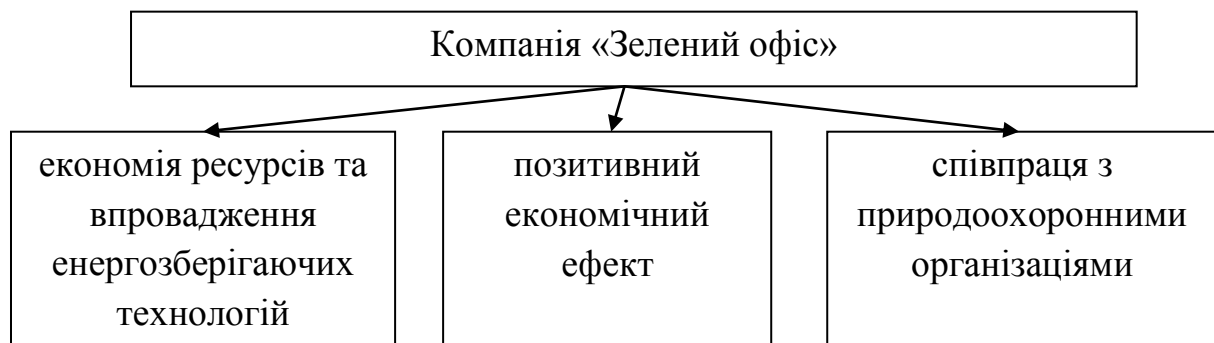 Компанія «Зелений офіс»
економія ресурсів та
впровадження
енергозберігаючих
технологій
позитивний
економічний
ефект
співпраця з
природоохоронними
організаціями